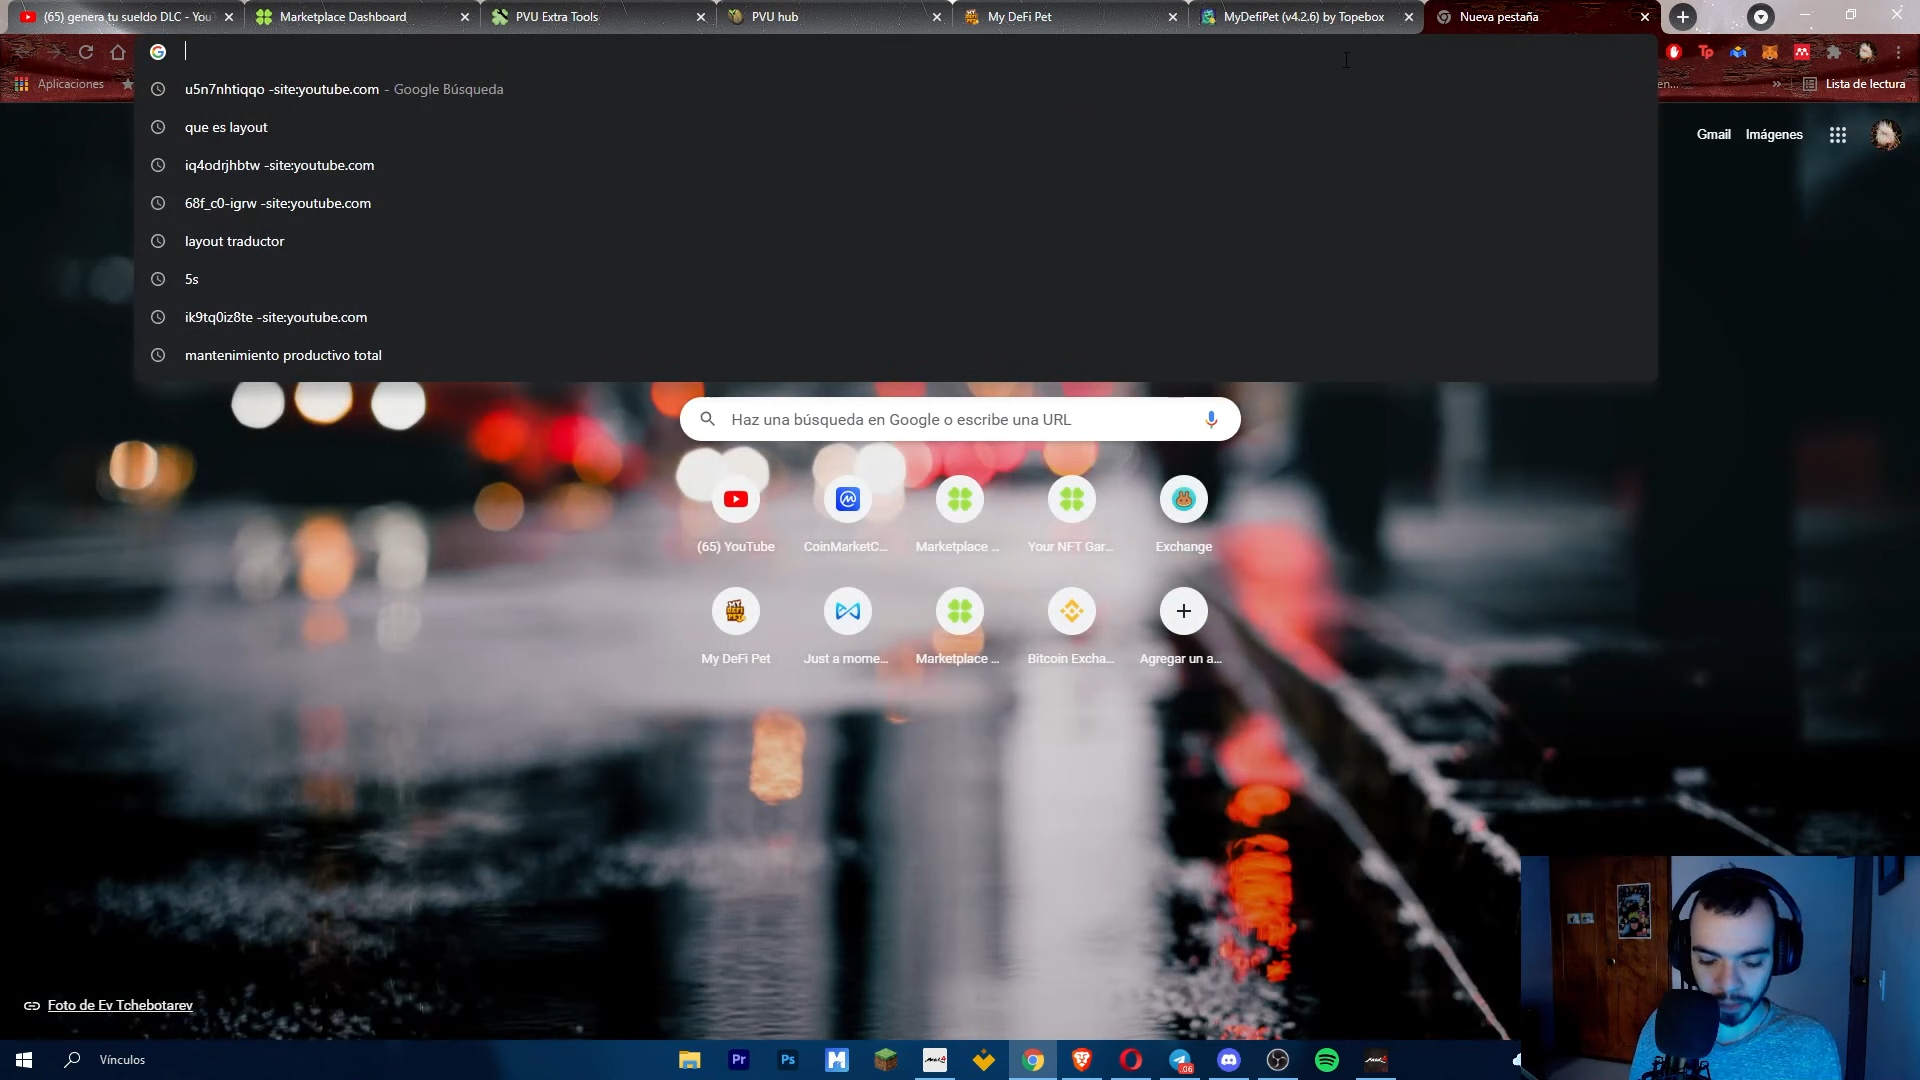 (65) genera tu sueldo DLC - You
Marketplace Dashboard
PVU Extra Tools
PVU hub
My DeFi Pet
MyDefiPet (v4.2.6) by Topebox
Nueva pestaña
Aplicaciones
en...
»
Lista de lectura
u5n7nhtiqqo -site:youtube.com - Google Búsqueda
que es layout
iq4odrjhbtw -site:youtube.com
68f_c0-igrw -site:youtube.com
layout traductor
5s
ik9tq0iz8te -site:youtube.com
mantenimiento productivo total
Gmail Imágenes
Haz una búsqueda en Google o escribe una URL
(65) YouTube
CoinMarketC...
Marketplace ...
Your NFT Gar...
Exchange
My DeFi Pet
Just a mome...
Marketplace ...
Bitcoin Excha...
Agregar un a...
Foto de Ev Tchebotarev
Vínculos
Pr
Ps